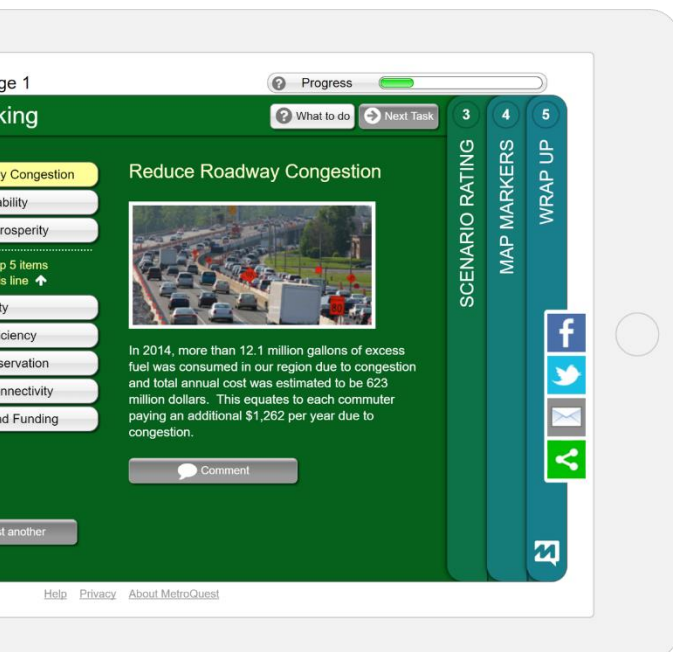 ge 1
? Progress
king
? What to do
Next Task
y Congestion
ability
rosperity
p 5 items
is line
ty
ciency
servation
nnectivity
nd Funding
st another
Reduce Roadway Congestion
In 2014, more than 12.1 million gallons of excess
fuel was consumed in our region due to congestion
and total annual cost was estimated to be 623
million dollars. This equates to each commuter
paying an additional $1,262 per year due to
congestion.
Comment
3
SCENARIO RATING
4
MAP MARKERS
5
WRAP UP
f
Help Privacy About MetroQuest